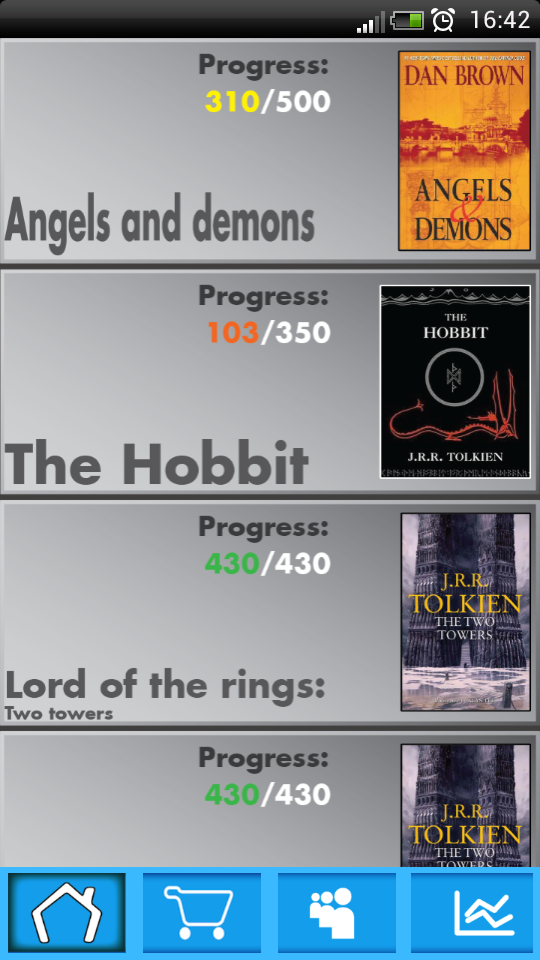 16:42
Progress:
310/500
DAN BROWN
ANGELS
&
DEMONS
Angels and demons
Progress:
103/350
THE
HOBBIT
J.R.R. TOLKIEN
The Hobbit
Progress:
430/430
J.R.R.
TOLKIEN
THE TWO
TOWERS
Lord of the rings:
Two towers
Progress:
430/430
J.R.R.
TOLKIEN
THE TWO
TOWERS